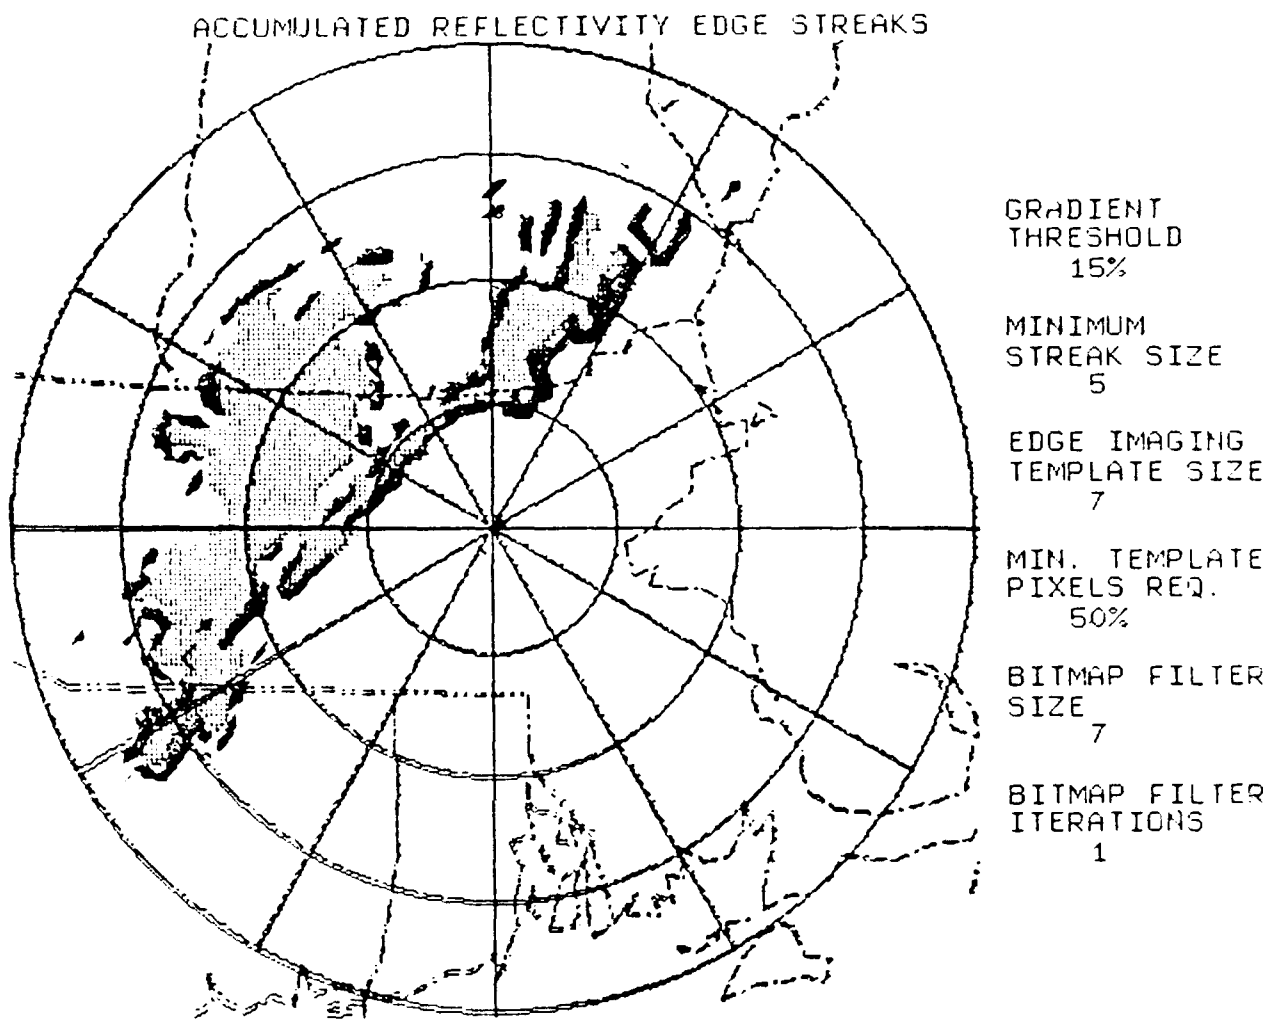 ACCUMULATED REFLECTIVITY EDGE STREAKS
GRADIENT
THRESHOLD
15%
MINIMUM
STREAK SIZE
5
EDGE IMAGING
TEMPLATE SIZE
7
MIN. TEMPLATE
PIXELS REQ.
50%
BITMAP FILTER
SIZE
7
BITMAP FILTER
ITERATIONS
1